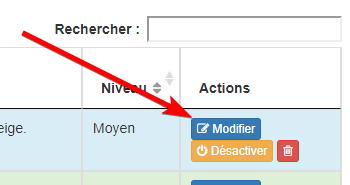 Rechercher :
Niveau Actions
eige. Moyen Modifier
Désactiver